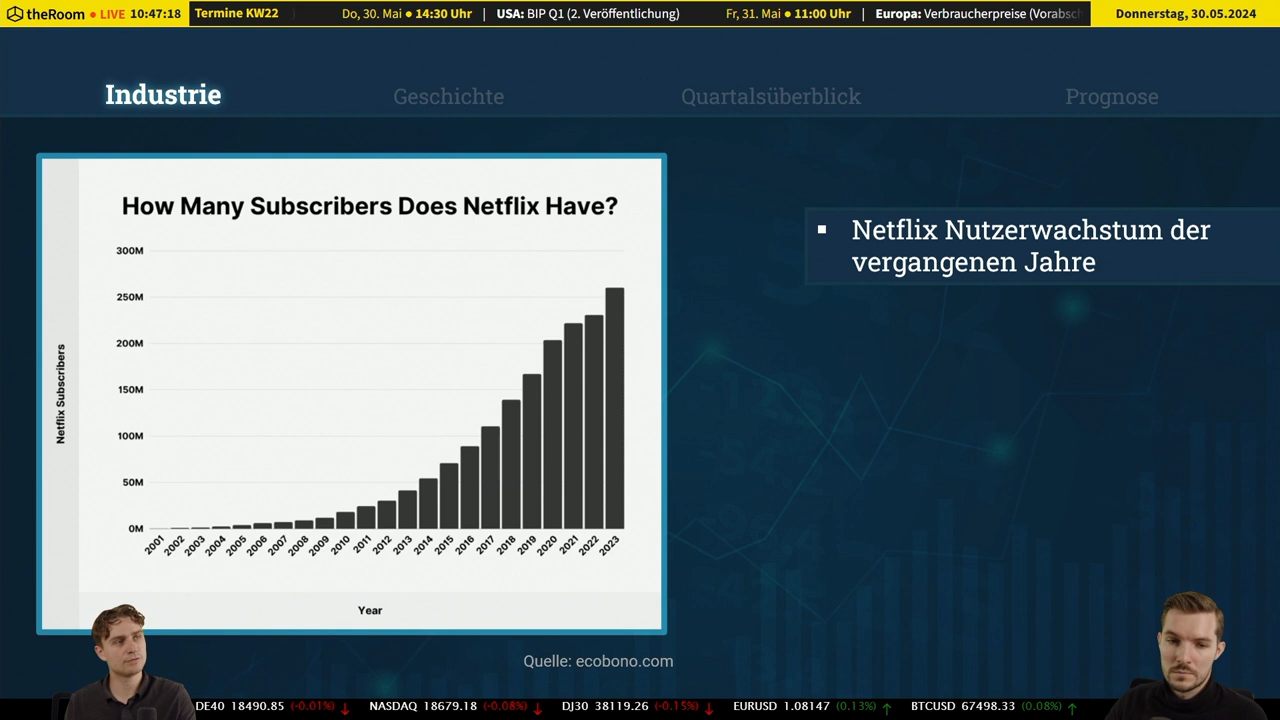 theRoom ● LIVE 10:47:18 Termine KW22 Do, 30. Mai ● 14:30 Uhr | USA: BIP Q1 (2. Veröffentlichung) Fr, 31. Mai ● 11:00 Uhr | Europa: Verbraucherpreise Donnerstag, 30.05.2024
Industrie Geschichte Quartalsüberblick Prognose
How Many Subscribers Does Netflix Have?
300M
250M
200M
150M
100M
50M
0M
Netflix Subscribers
2001 2002 2003 2004 2005 2006 2007 2008 2009 2010 2011 2012 2013 2014 2015 2016 2017 2018 2019 2020 2021 2022 2023
Year
▪ Netflix Nutzerwachstum der
vergangenen Jahre
Quelle: ecobono.com
DE40 18490.85 (-0.01%) ↓ NASDAQ 18679.18 (-0.08%) ↓ DJ30 38119.26 (-0.15%) ↓ EURUSD 1.08147 (0.13%) ↑ BTCUSD 67498.33 (0.08%) ↑